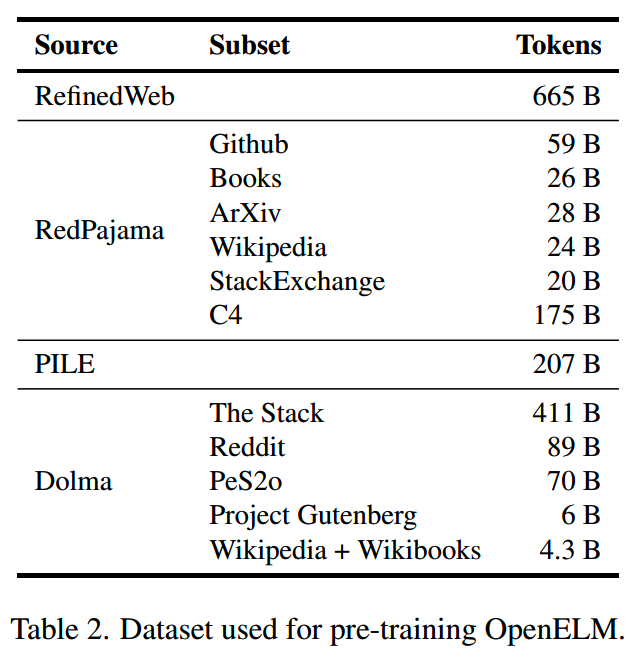 Source Subset Tokens
RefinedWeb 665 B
Github 59 B
Books 26 B
ArXiv 28 B
RedPajama
Wikipedia 24 B
StackExchange 20 B
C4 175 B
PILE 207 B
The Stack 411 B
Reddit 89 B
Dolma PeS2o 70 B
Project Gutenberg 6 B
Wikipedia + Wikibooks 4.3 B
Table 2. Dataset used for pre-training OpenELM.